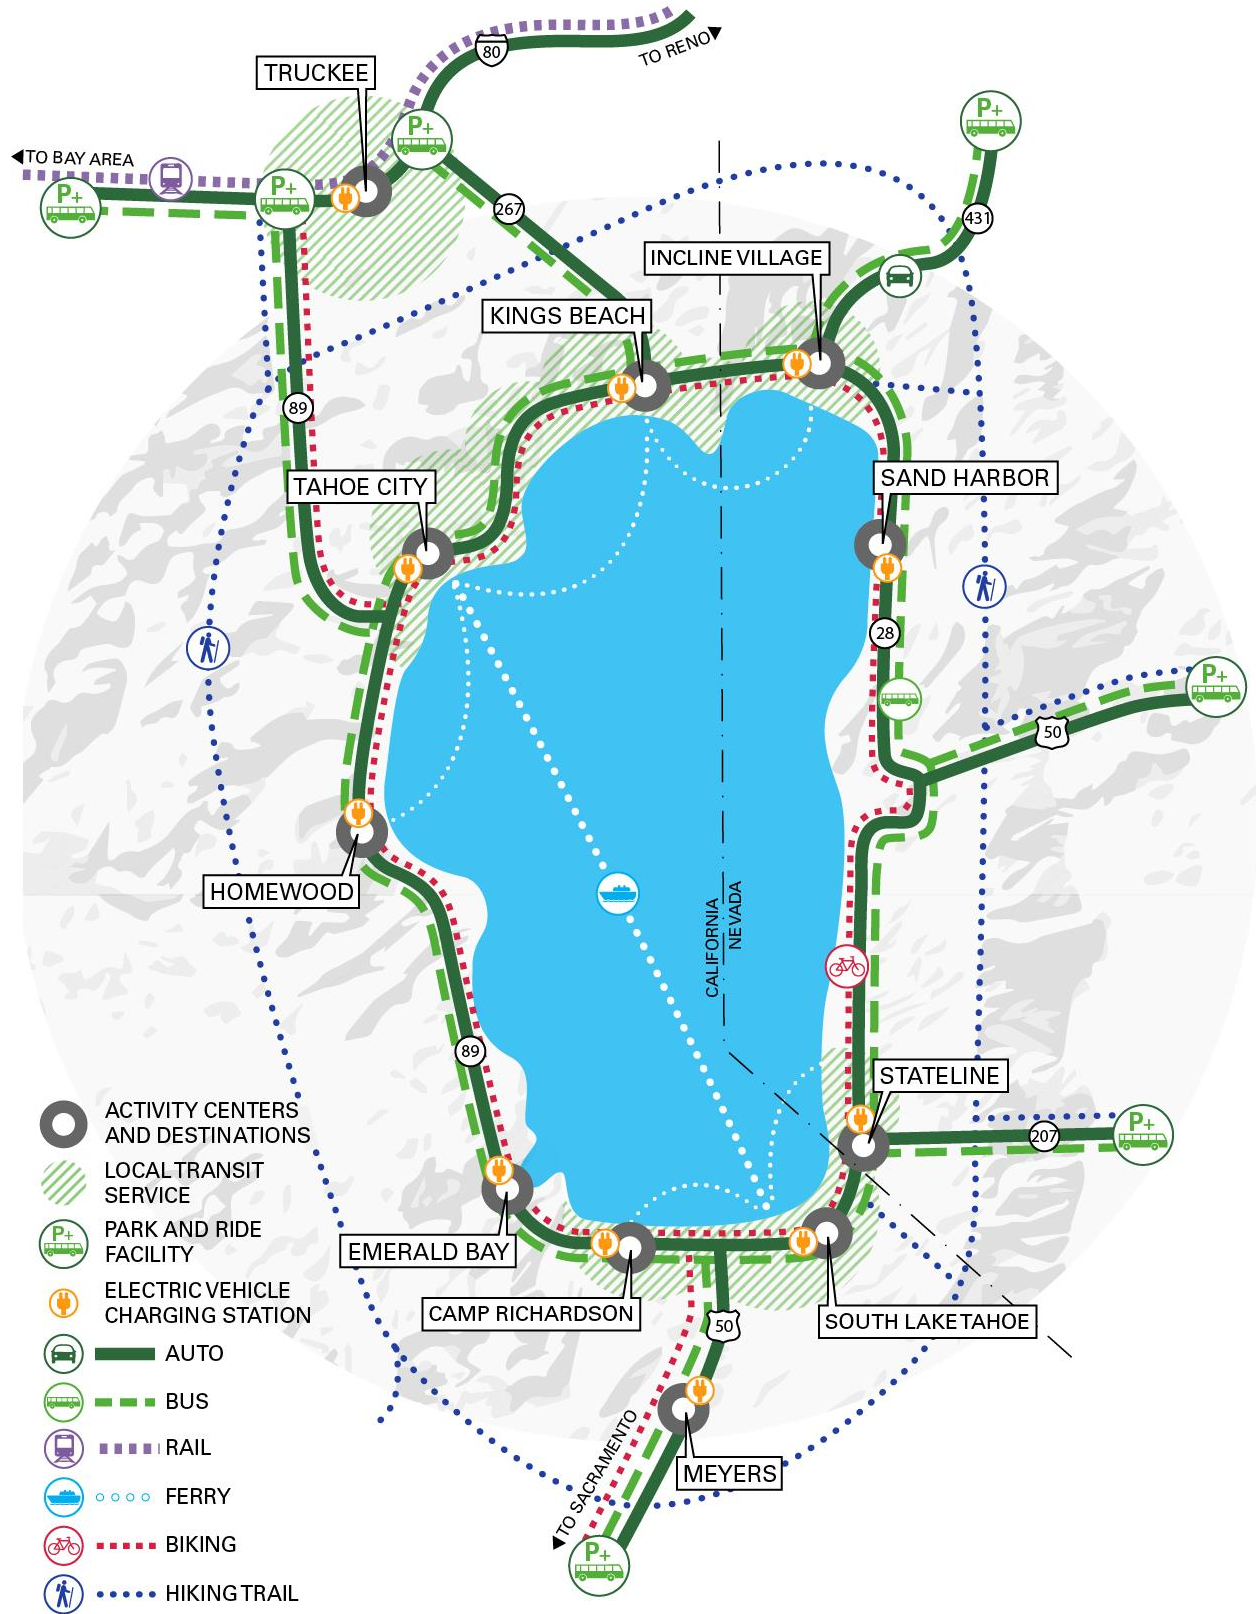 80
TO RENO
TRUCKEE
P+
P+
TO BAY AREA
P+
P+
267
431
INCLINE VILLAGE
KINGS BEACH
89
TAHOE CITY
SAND HARBOR
28
P+
50
HOMEWOOD
CALIFORNIA
NEVADA
89
STATELINE
207
P+
EMERALD BAY
CAMP RICHARDSON
SOUTH LAKE TAHOE
50
MEYERS
TO SACRAMENTO
P+
ACTIVITY CENTERS
AND DESTINATIONS
LOCAL TRANSIT
SERVICE
P+
PARK AND RIDE
FACILITY
ELECTRIC VEHICLE
CHARGING STATION
AUTO
BUS
RAIL
FERRY
BIKING
HIKING TRAIL